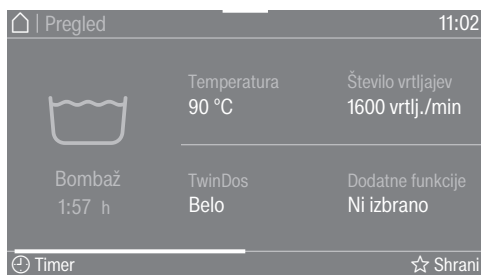 | Pregled
11:02
Temperatura
90 °C
Število vrtljajev
1600 vrtlj./min
Bombaž
1:57 h
TwinDos
Belo
Dodatne funkcije
Ni izbrano
Timer
Shrani